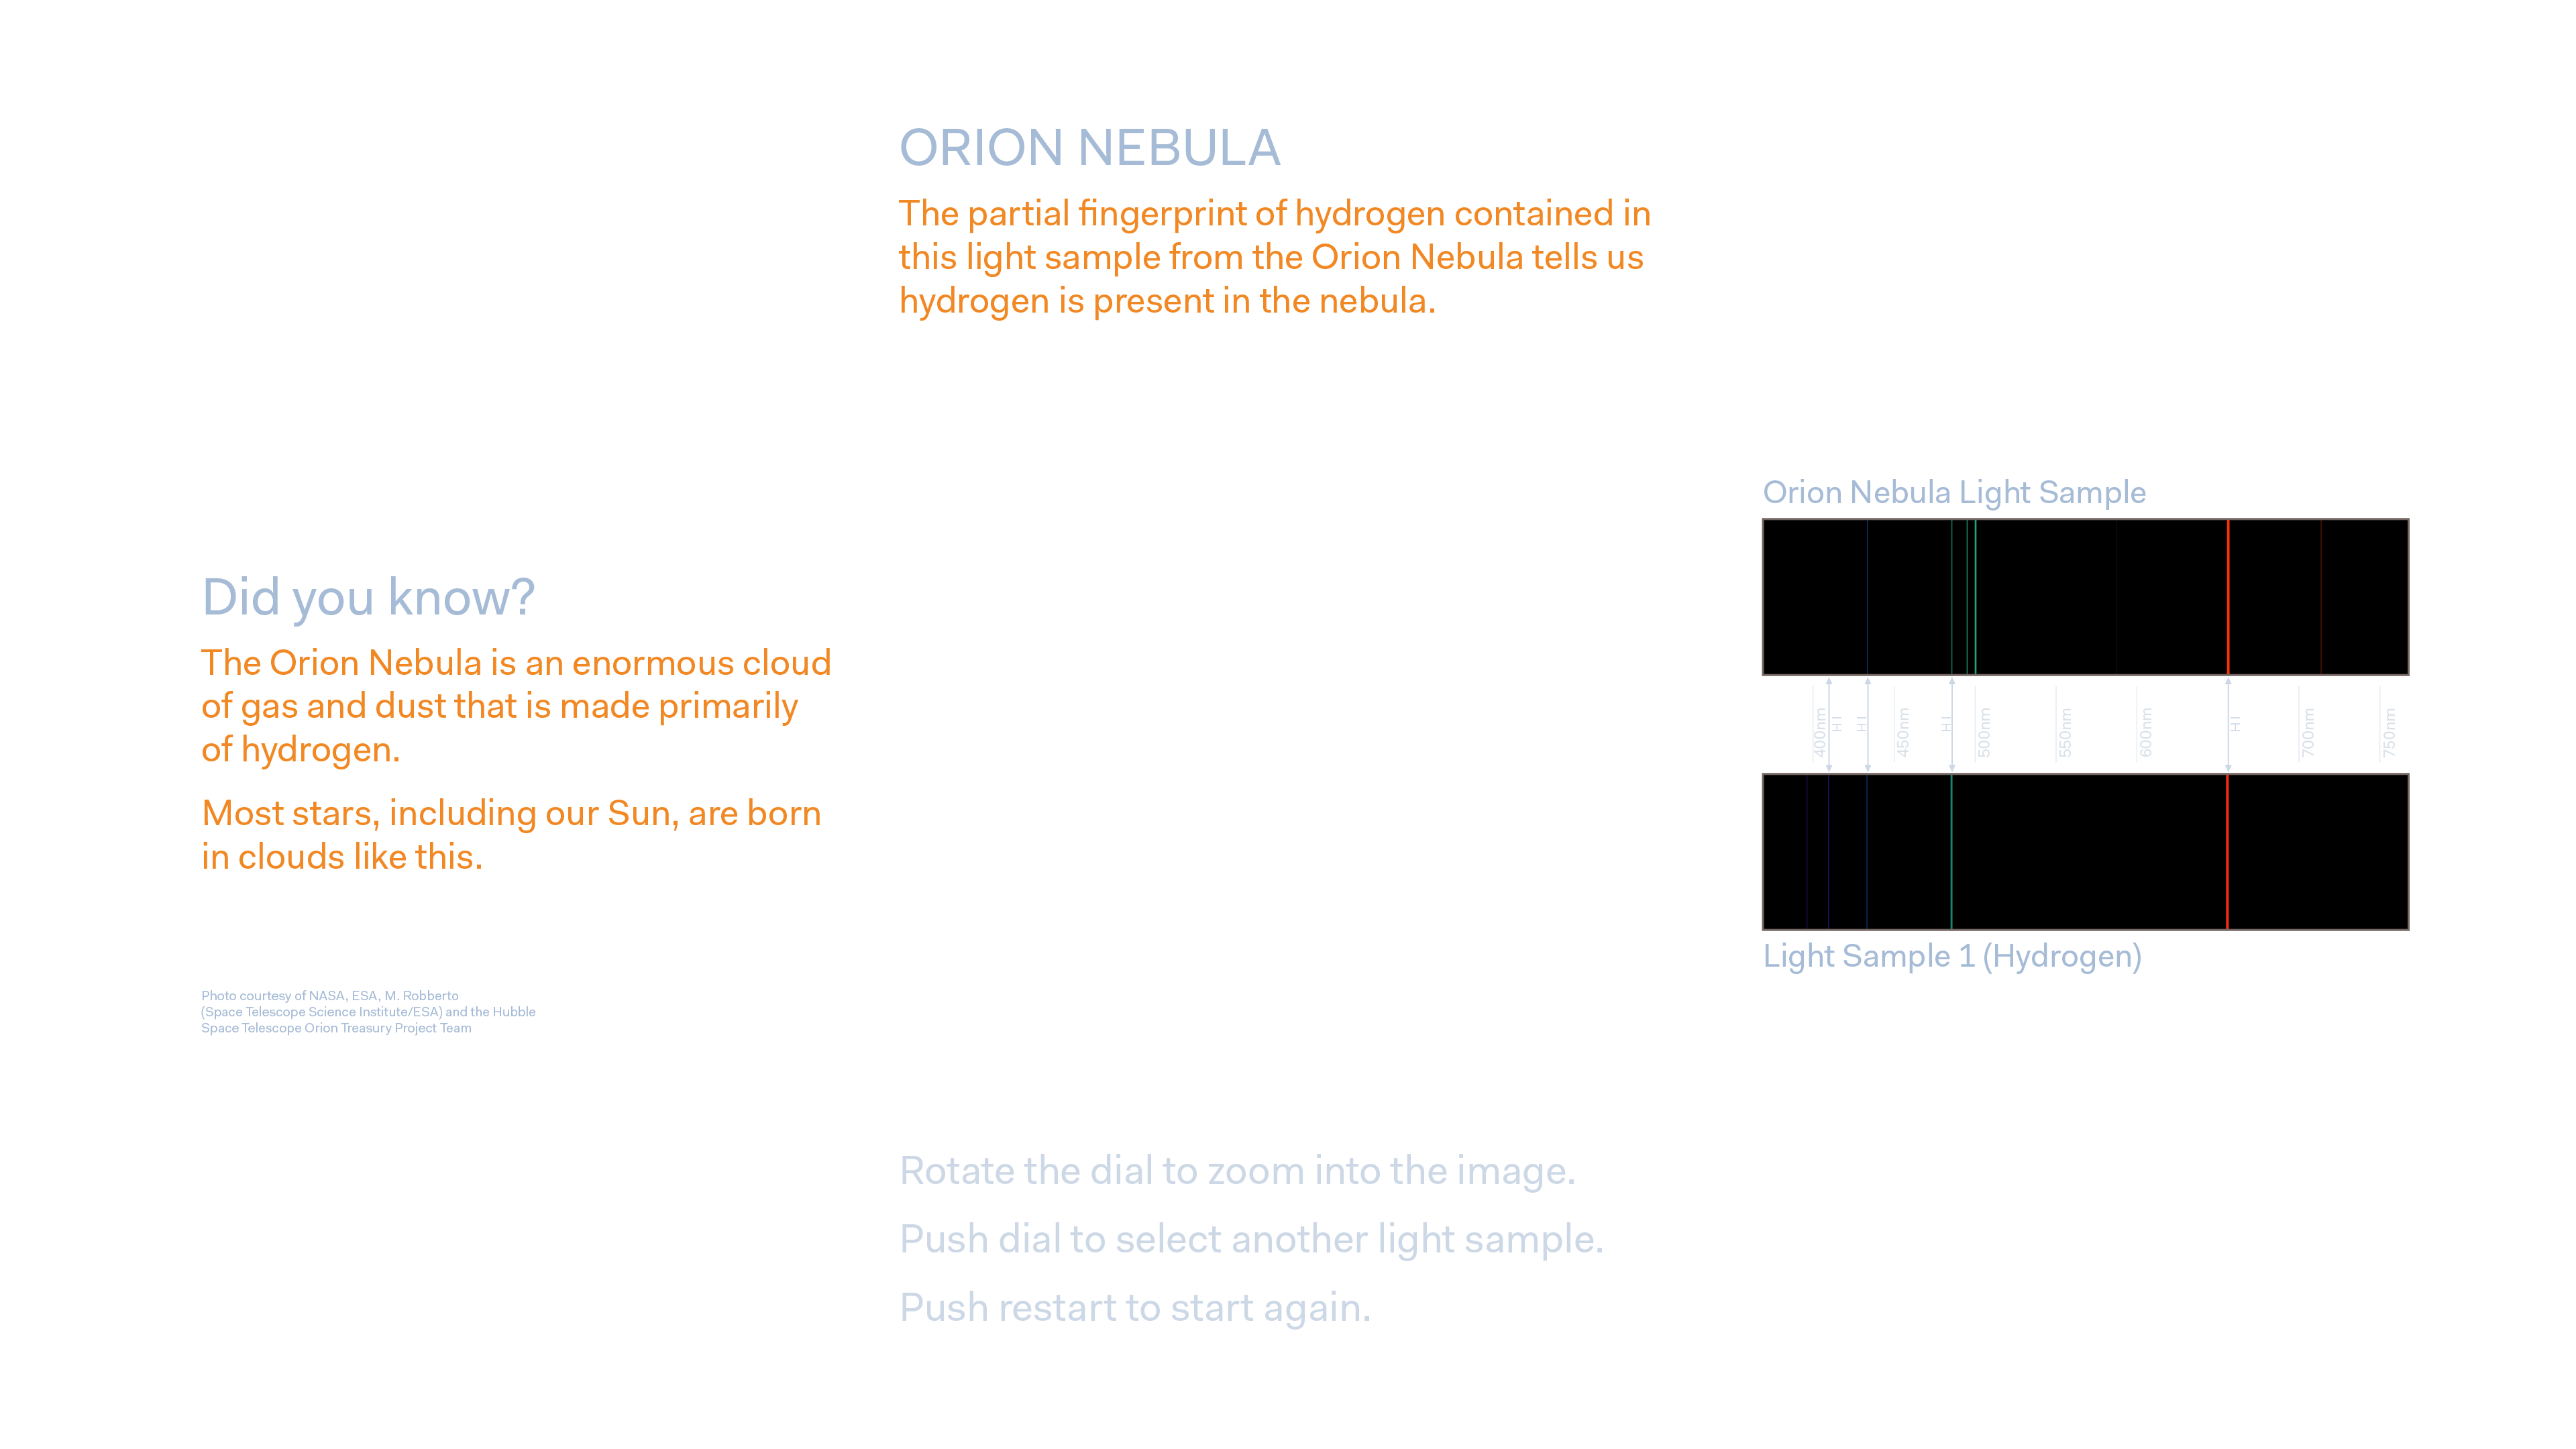 ORION NEBULA
The partial fingerprint of hydrogen contained in
this light sample from the Orion Nebula tells us
hydrogen is present in the nebula.
Did you know?
The Orion Nebula is an enormous cloud
of gas and dust that is made primarily
of hydrogen.
Most stars, including our Sun, are born
in clouds like this.
Photo courtesy of NASA, ESA, M. Robberto
(Space Telescope Science Institute/ESA) and the Hubble
Space Telescope Orion Treasury Project Team
Orion Nebula Light Sample
400nm
H I
H I
450nm
H I
500nm
550nm
600nm
H I
700nm
750nm
Light Sample 1 (Hydrogen)
Rotate the dial to zoom into the image.
Push dial to select another light sample.
Push restart to start again.